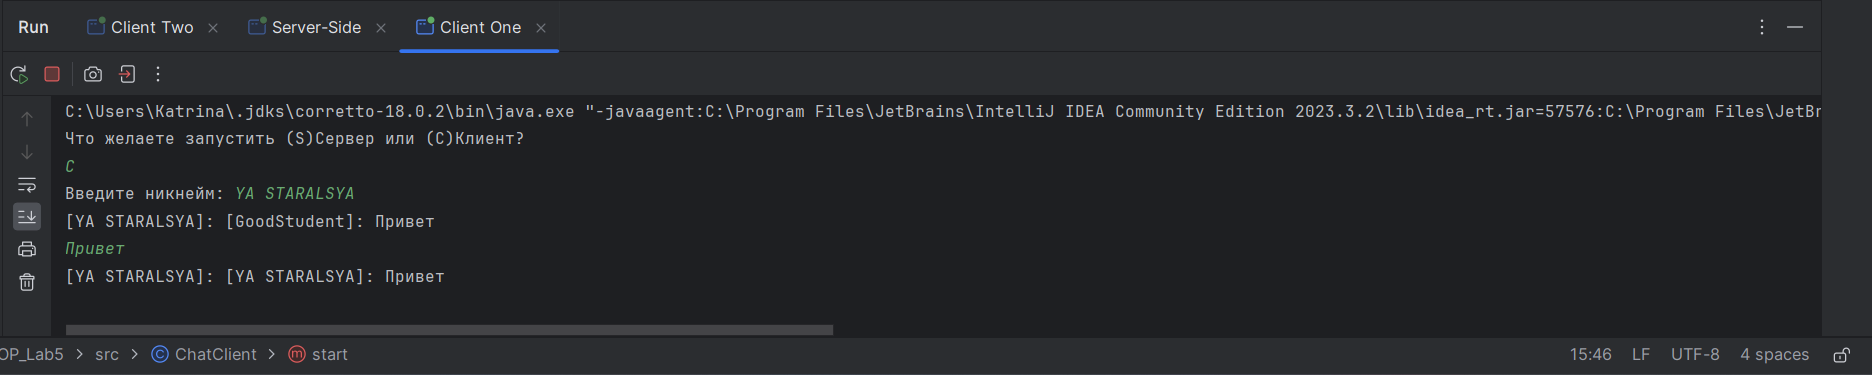 Run Client Two Server-Side Client One
C:\Users\Katrina\.jdks\corretto-18.0.2\bin\java.exe "-javaagent:C:\Program Files\JetBrains\IntelliJ IDEA Community Edition 2023.3.2\lib\idea_rt.jar=57576:C:\Program Files\JetBr
Что желаете запустить (S)Сервер или (C)Клиент?
C
Введите никнейм: YA STARALSYA
[YA STARALSYA]: [GoodStudent]: Привет
Привет
[YA STARALSYA]: [YA STARALSYA]: Привет
OP_Lab5 > src > ChatClient > start 15:46 LF UTF-8 4 spaces